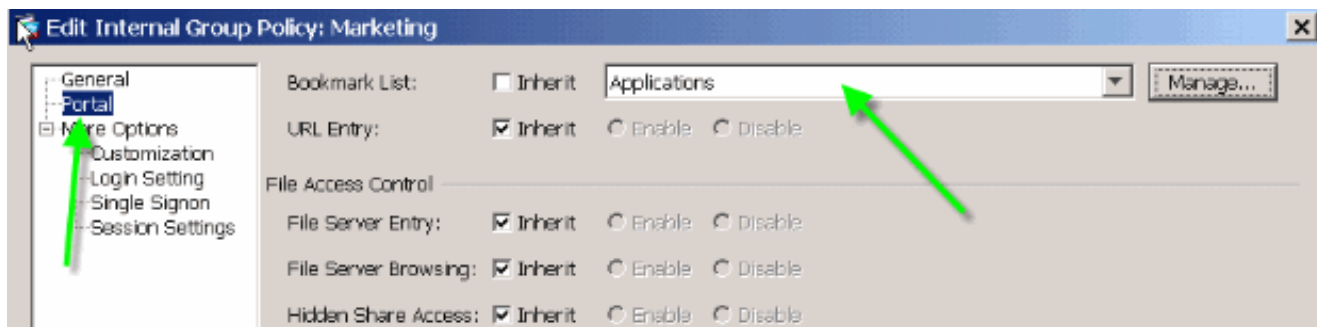 Edit Internal Group Policy: Marketing
General
Portal
More Options
Customization
Login Setting
Single Signon
Session Settings
Bookmark List: Inherit Applications Manage...
URL Entry: Inherit Enable Disable
File Access Control
File Server Entry: Inherit Enable Disable
File Server Browsing: Inherit Enable Disable
Hidden Share Access: Inherit Enable Disable